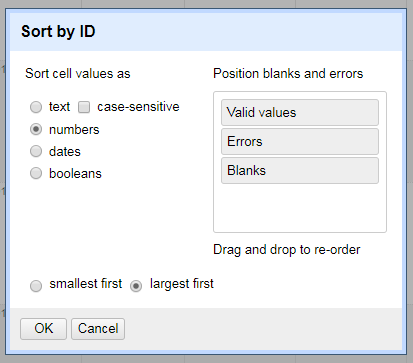 Sort by ID
Sort cell values as
Position blanks and errors
text case-sensitive
numbers
dates
booleans
Valid values
Errors
Blanks
Drag and drop to re-order
smallest first largest first
OK Cancel